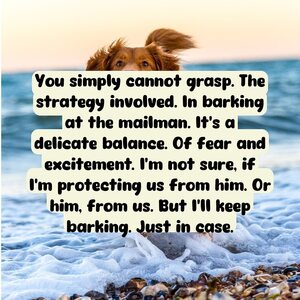 You simply cannot grasp. The
strategy involved. In barking
at the mailman. It's a
delicate balance. Of fear and
excitement. I'm not sure, if
I'm protecting us from him. Or
him, from us. But I'll keep
barking. Just in case.